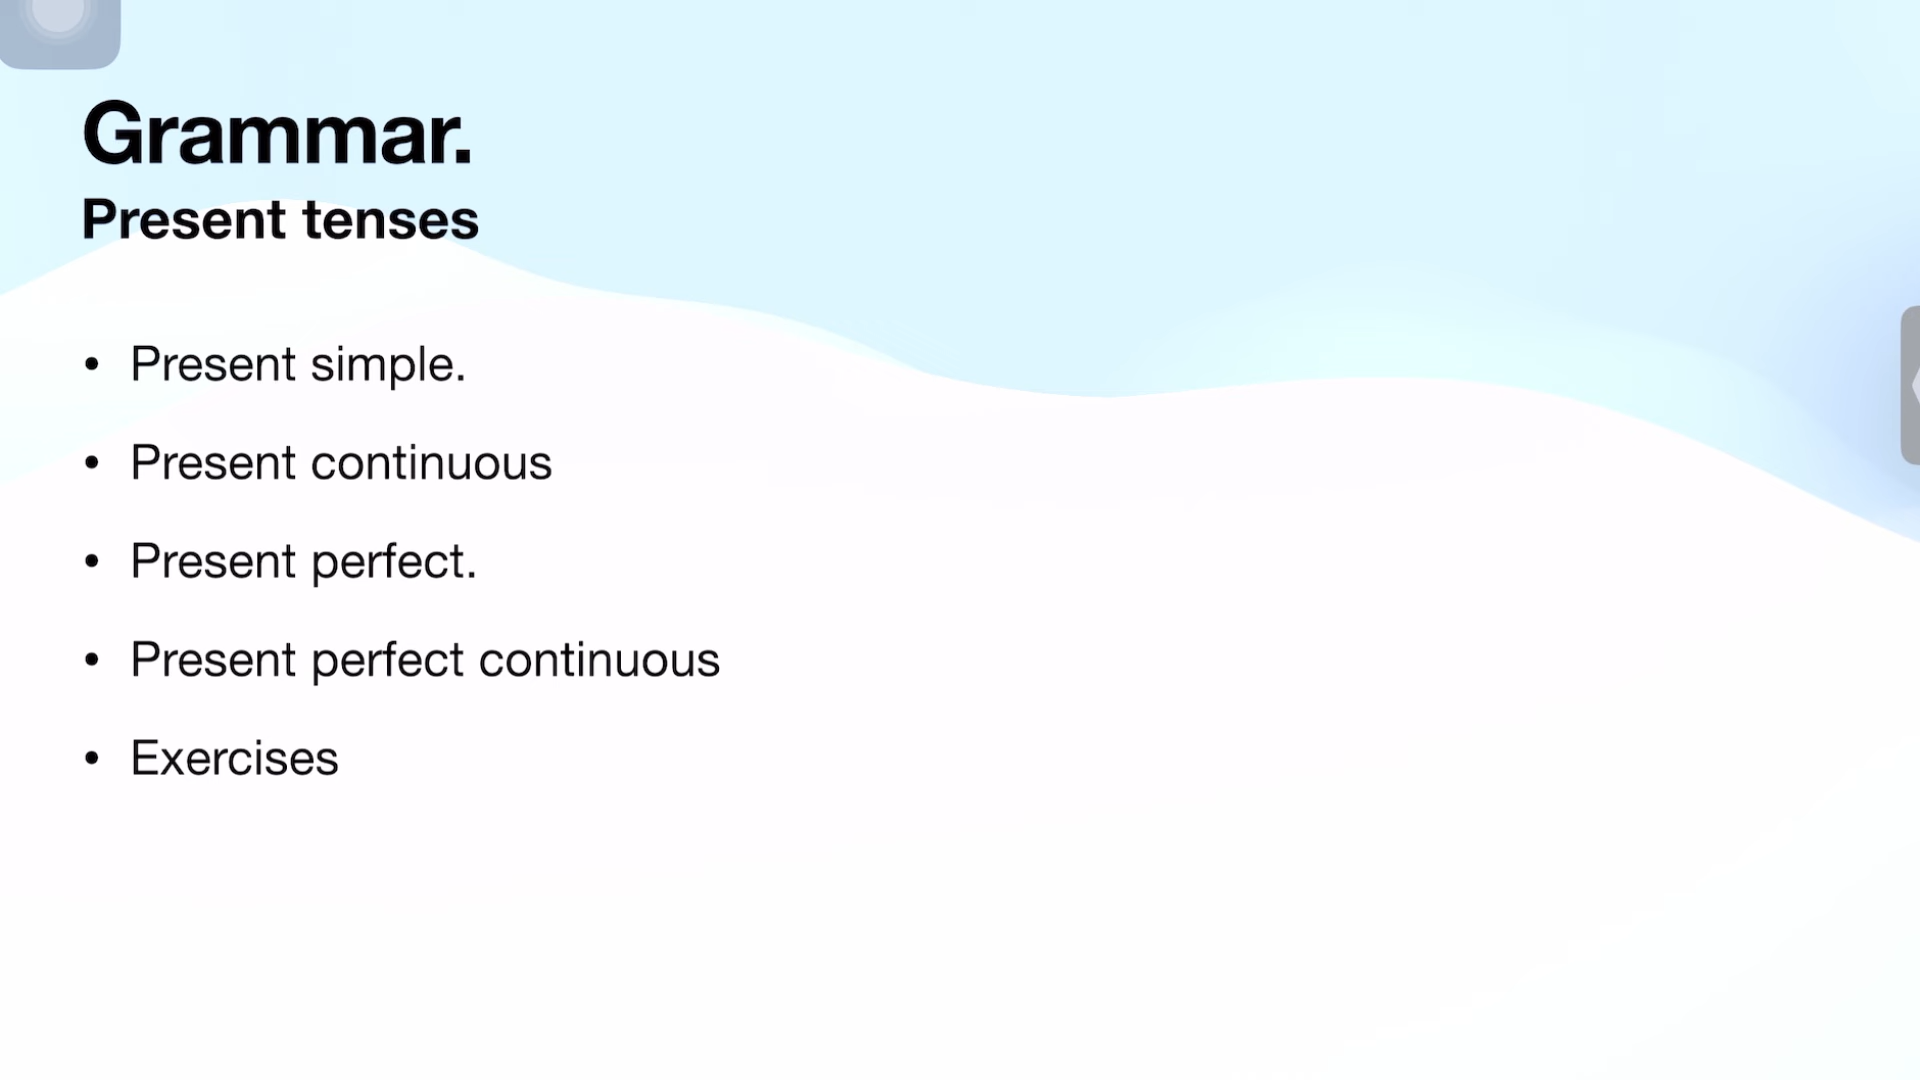 Grammar.
Present tenses
• Present simple.
• Present continuous
• Present perfect.
• Present perfect continuous
• Exercises